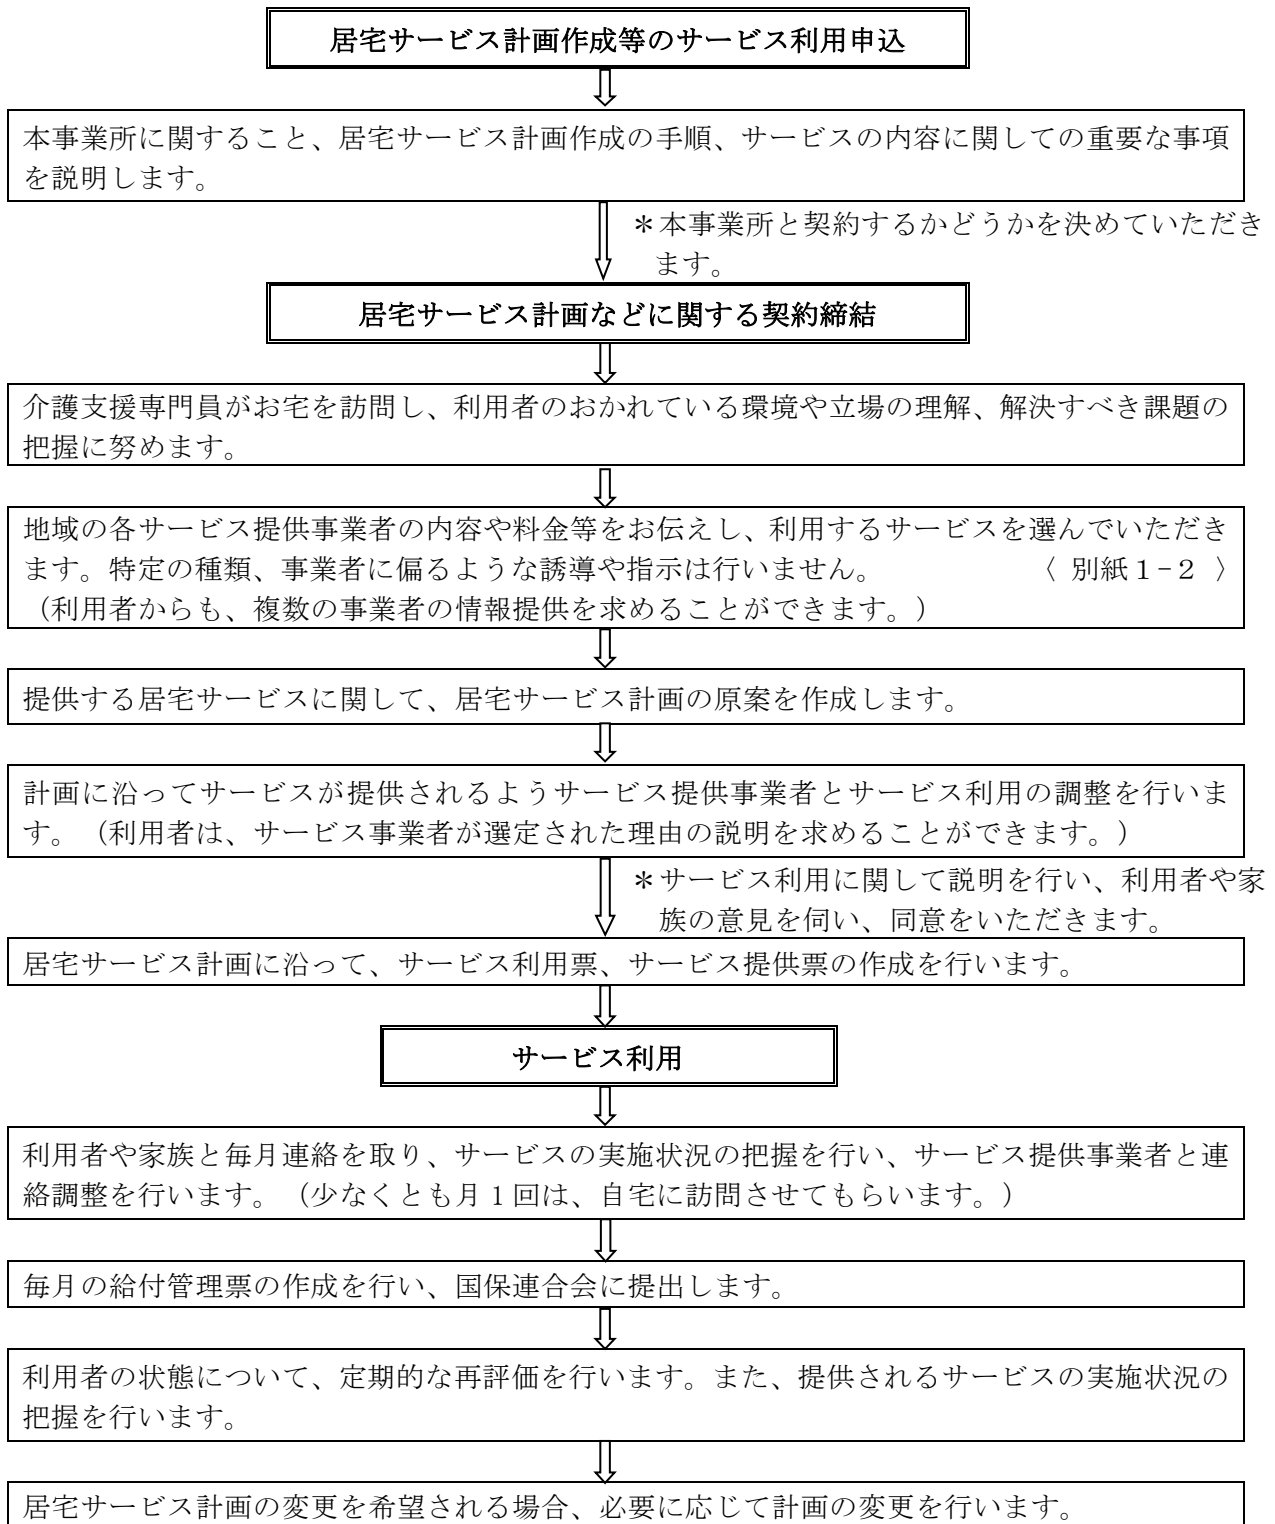 居宅サービス計画作成等のサービス利用申込
本事業所に関すること、居宅サービス計画作成の手順、サービスの内容に関しての重要な事項
を説明します。
＊本事業所と契約するかどうかを決めていただき
ます。
居宅サービス計画などに関する契約締結
介護支援専門員がお宅を訪問し、利用者のおかれている環境や立場の理解、解決すべき課題の
把握に努めます。
地域の各サービス提供事業者の内容や料金等をお伝えし、利用するサービスを選んでいただき
ます。特定の種類、事業者に偏るような誘導や指示は行いません。　〈 別紙１−２ 〉
（利用者からも、複数の事業者の情報提供を求めることができます。）
提供する居宅サービスに関して、居宅サービス計画の原案を作成します。
計画に沿ってサービスが提供されるようサービス提供事業者とサービス利用の調整を行いま
す。（利用者は、サービス事業者が選定された理由の説明を求めることができます。）
＊サービス利用に関して説明を行い、利用者や家
族の意見を伺い、同意をいただきます。
居宅サービス計画に沿って、サービス利用票、サービス提供票の作成を行います。
サービス利用
利用者や家族と毎月連絡を取り、サービスの実施状況の把握を行い、サービス提供事業者と連
絡調整を行います。（少なくとも月１回は、自宅に訪問させてもらいます。）
毎月の給付管理票の作成を行い、国保連合会に提出します。
利用者の状態について、定期的な再評価を行います。また、提供されるサービスの実施状況の
把握を行います。
居宅サービス計画の変更を希望される場合、必要に応じて計画の変更を行います。